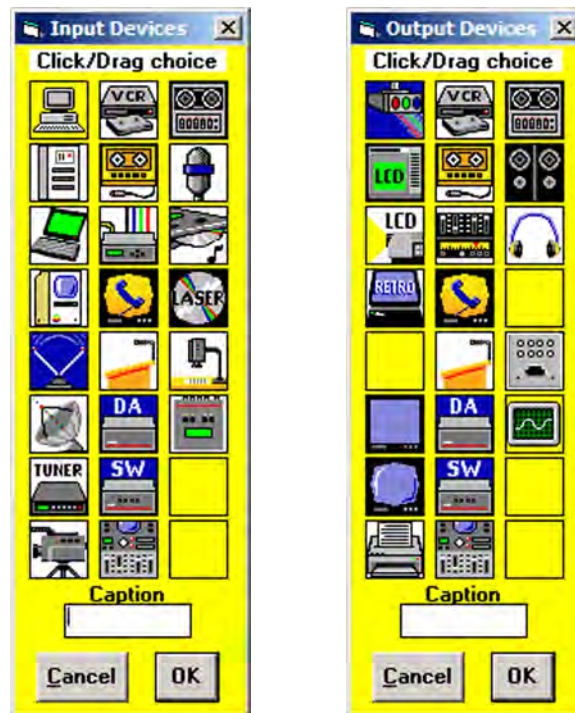 Input Devices
Click/Drag choice
VCR
LASER
DA
TUNER
SW
Caption
Cancel
OK
Output Devices
Click/Drag choice
VCR
LCD
LCD
RETRO
DA
SW
Caption
Cancel
OK